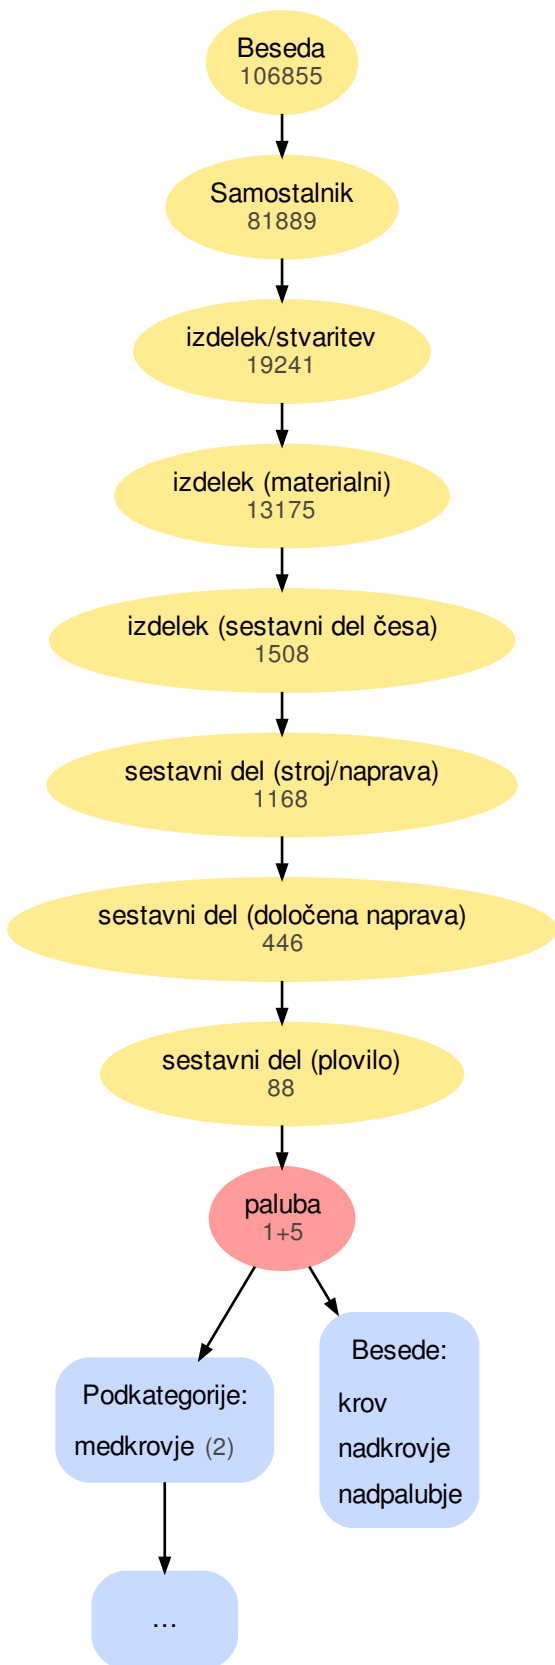 Beseda
106855
Samostalnik
81889
izdelek/stvaritev
19241
izdelek (materialni)
13175
izdelek (sestavni del česa)
1508
sestavni del (stroj/naprava)
1168
sestavni del (določena naprava)
446
sestavni del (plovilo)
88
paluba
1+5
Podkategorije:
medkrovje (2)
Besede:
krov
nadkrovje
nadpalubje
...